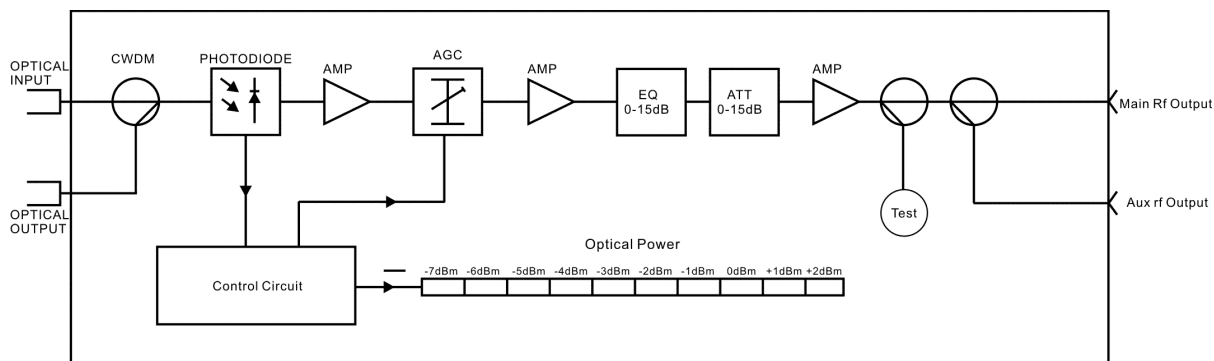 OPTICAL
INPUT
CWDM
PHOTODIODE
AMP
AGC
AMP
EQ
0-15dB
ATT
0-15dB
AMP
Main Rf Output
OPTICAL
OUTPUT
Test
Aux rf Output
Control Circuit
Optical Power
-7dBm -6dBm -5dBm -4dBm -3dBm -2dBm -1dBm 0dBm +1dBm +2dBm